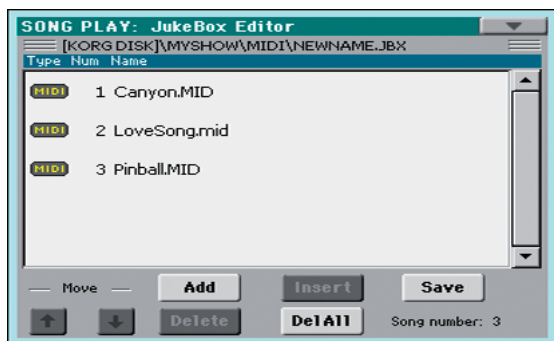 SONG PLAY: JukeBox Editor
[KORG DISK]\MYSHOW\MIDI\NEWNAME.JBX
Type Num Name
MIDI 1 Canyon.MID
MIDI 2 LoveSong.mid
MIDI 3 Pinball.MID
Move Add Insert Save
Delete Del All Song number: 3